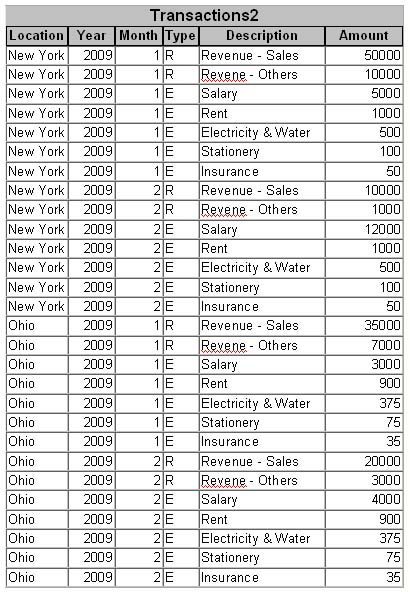 Transactions2
Location Year Month Type Description Amount
New York 2009 1 R Revenue - Sales 50000
New York 2009 1 R Revene - Others 10000
New York 2009 1 E Salary 5000
New York 2009 1 E Rent 1000
New York 2009 1 E Electricity & Water 500
New York 2009 1 E Stationery 100
New York 2009 1 E Insurance 50
New York 2009 2 R Revenue - Sales 10000
New York 2009 2 R Revene - Others 1000
New York 2009 2 E Salary 12000
New York 2009 2 E Rent 1000
New York 2009 2 E Electricity & Water 500
New York 2009 2 E Stationery 100
New York 2009 2 E Insurance 50
Ohio 2009 1 R Revenue - Sales 35000
Ohio 2009 1 R Revene - Others 7000
Ohio 2009 1 E Salary 3000
Ohio 2009 1 E Rent 900
Ohio 2009 1 E Electricity & Water 375
Ohio 2009 1 E Stationery 75
Ohio 2009 1 E Insurance 35
Ohio 2009 2 R Revenue - Sales 20000
Ohio 2009 2 R Revene - Others 3000
Ohio 2009 2 E Salary 4000
Ohio 2009 2 E Rent 900
Ohio 2009 2 E Electricity & Water 375
Ohio 2009 2 E Stationery 75
Ohio 2009 2 E Insurance 35